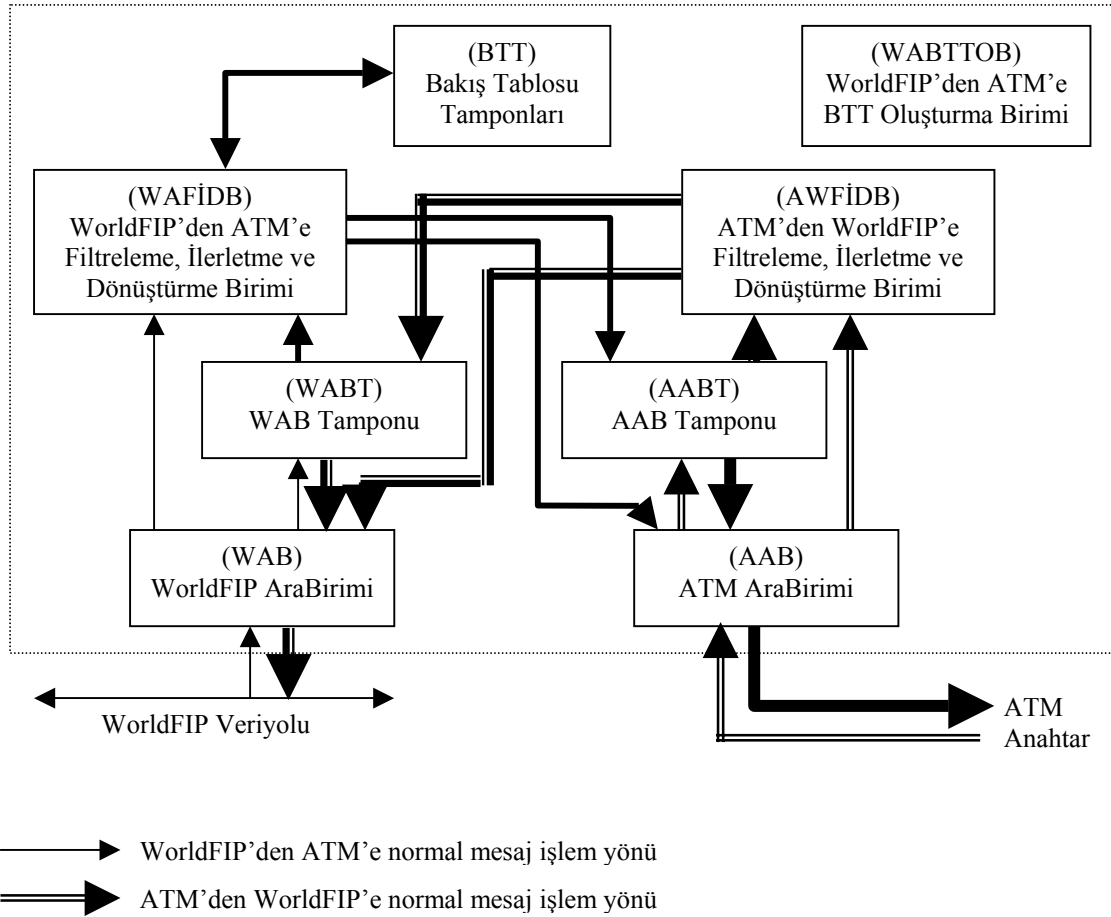 (BTT)
Bakış Tablosu
Tamponları
(WABTTOB)
WorldFIP’den ATM’e
BTT Oluşturma Birimi
(WAFİDB)
WorldFIP’den ATM’e
Filtreleme, İlerletme ve
Dönüştürme Birimi
(AWFİDB)
ATM’den WorldFIP’e
Filtreleme, İlerletme ve
Dönüştürme Birimi
(WABT)
WAB Tamponu
(AABT)
AAB Tamponu
(WAB)
WorldFIP AraBirimi
(AAB)
ATM AraBirimi
WorldFIP Veriyolu
ATM
Anahtar
WorldFIP’den ATM’e normal mesaj işlem yönü
ATM’den WorldFIP’e normal mesaj işlem yönü